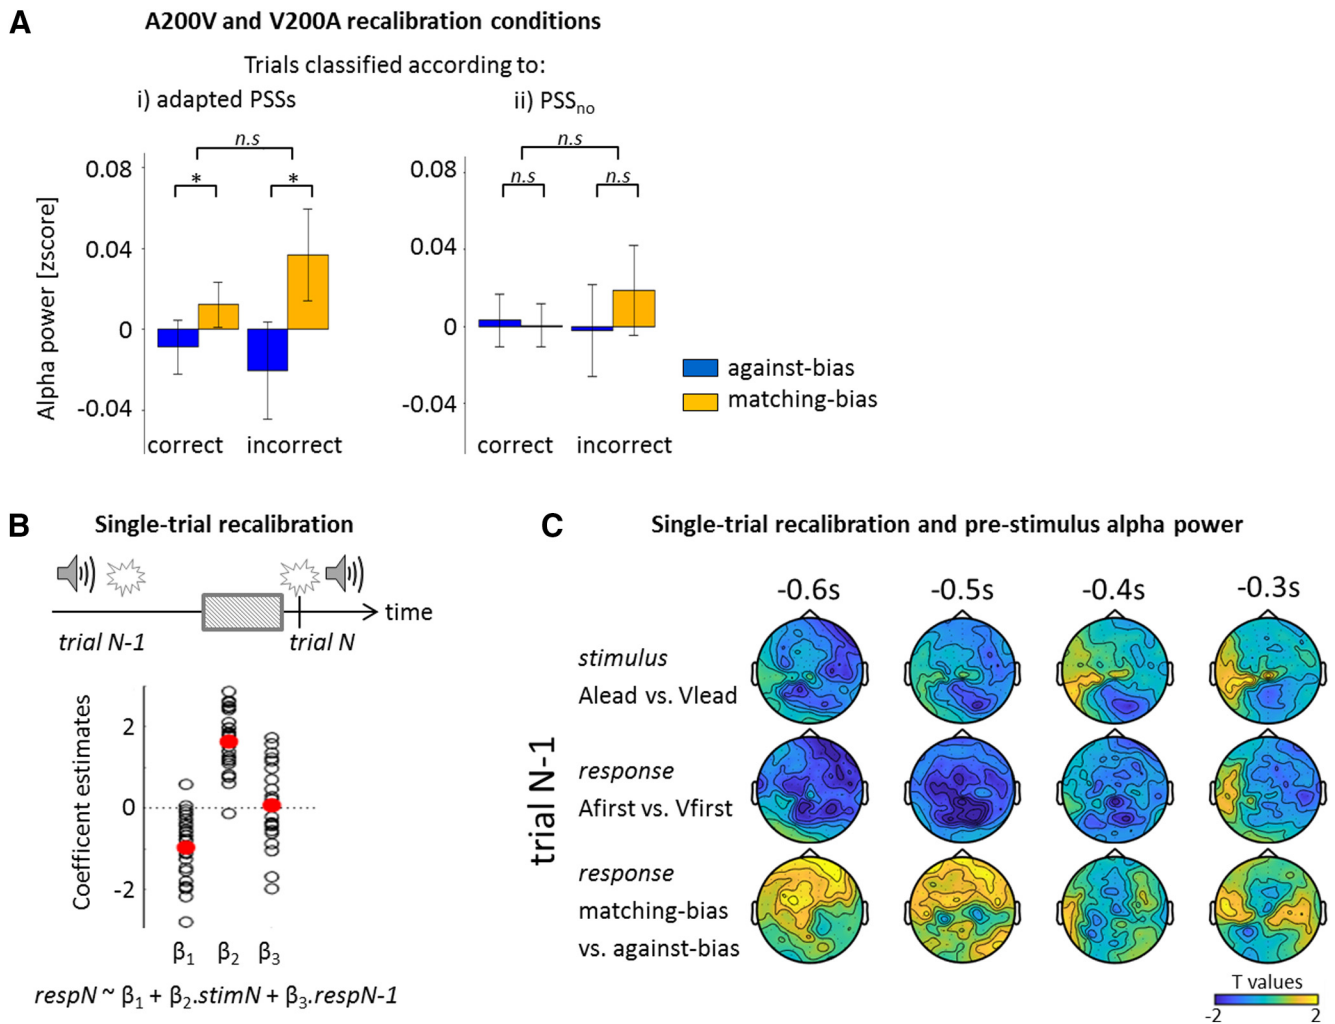 A
A200V and V200A recalibration conditions
Trials classified according to:
i) adapted PSSs
ii) PSSno
n.s
n.s
*
*
n.s
n.s
0.08
0.04
0
-0.04
Alpha power [zscore]
0.08
0.04
0
-0.04
correct
incorrect
correct
incorrect
against-bias
matching-bias
B
Single-trial recalibration
time
trial N-1
trial N
Coefficent estimates
2
0
-2
β1
β2
β3
respN ~ β1 + β2.stimN + β3.respN-1
C
Single-trial recalibration and pre-stimulus alpha power
-0.6s
-0.5s
-0.4s
-0.3s
trial N-1
stimulus
Alead vs. Vlead
response
Afirst vs. Vfirst
response
matching-bias
vs. against-bias
T values
-2
2